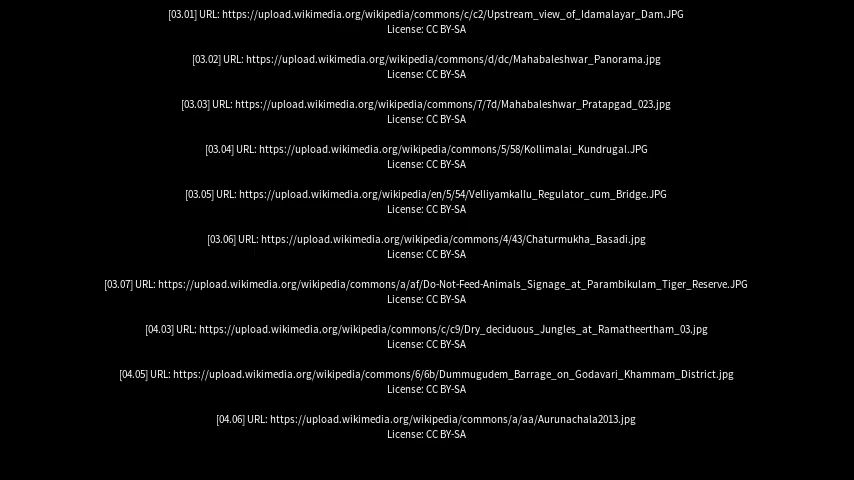 [03.01] URL: https://upload.wikimedia.org/wikipedia/commons/c/c2/Upstream_view_of_Idamalayar_Dam.JPG
License: CC BY-SA
[03.02] URL: https://upload.wikimedia.org/wikipedia/commons/d/dc/Mahabaleshwar_Panorama.jpg
License: CC BY-SA
[03.03] URL: https://upload.wikimedia.org/wikipedia/commons/7/7d/Mahabaleshwar_Pratapgad_023.jpg
License: CC BY-SA
[03.04] URL: https://upload.wikimedia.org/wikipedia/commons/5/58/Kollimalai_Kundrugal.JPG
License: CC BY-SA
[03.05] URL: https://upload.wikimedia.org/wikipedia/en/5/54/Velliyamkallu_Regulator_cum_Bridge.JPG
License: CC BY-SA
[03.06] URL: https://upload.wikimedia.org/wikipedia/commons/4/43/Chaturmukha_Basadi.jpg
License: CC BY-SA
[03.07] URL: https://upload.wikimedia.org/wikipedia/commons/a/af/Do-Not-Feed-Animals_Signage_at_Parambikulam_Tiger_Reserve.JPG
License: CC BY-SA
[04.03] URL: https://upload.wikimedia.org/wikipedia/commons/c/c9/Dry_deciduous_Jungles_at_Ramatheertham_03.jpg
License: CC BY-SA
[04.05] URL: https://upload.wikimedia.org/wikipedia/commons/6/6b/Dummugudem_Barrage_on_Godavari_Khammam_District.jpg
License: CC BY-SA
[04.06] URL: https://upload.wikimedia.org/wikipedia/commons/a/aa/Aurunachala2013.jpg
License: CC BY-SA